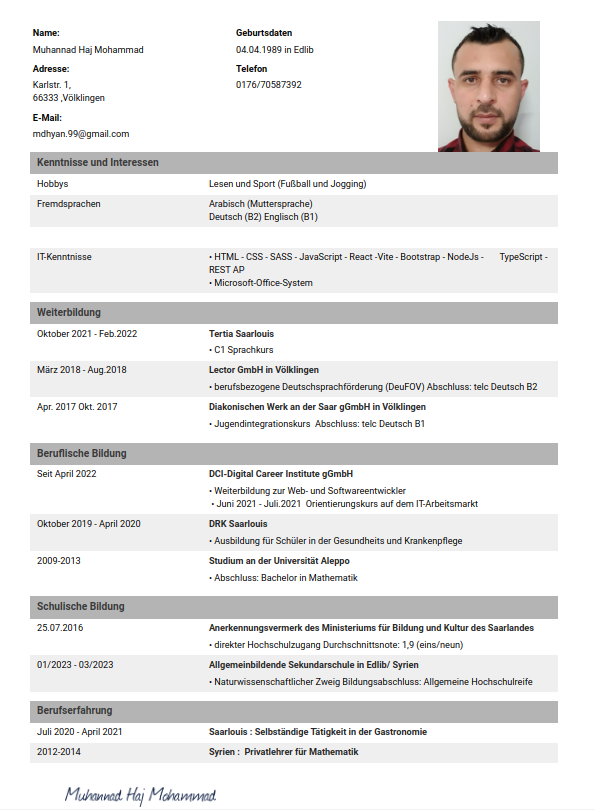 Name:
Geburtsdaten
Muhannad Haj Mohammad
04.04.1989 in Edlib
Adresse:
Telefon
Karlstr. 1,
0176/70587392
66333 ,Völklingen
E-Mail:
mdhyan.99@gmail.com
Kenntnisse und Interessen
Hobbys
Lesen und Sport (Fußball und Jogging)
Fremdsprachen
Arabisch (Muttersprache)
Deutsch (B2) Englisch (B1)
IT-Kenntnisse
• HTML - CSS - SASS - JavaScript - React -Vite - Bootstrap - NodeJs - TypeScript -
REST AP
• Microsoft-Office-System
Weiterbildung
Oktober 2021 - Feb.2022
Tertia Saarlouis
• C1 Sprachkurs
März 2018 - Aug.2018
Lector GmbH in Völklingen
• berufsbezogene Deutschsprachförderung (DeuFOV) Abschluss: telc Deutsch B2
Apr. 2017 Okt. 2017
Diakonischen Werk an der Saar gGmbH in Völklingen
• Jugendintegrationskurs Abschluss: telc Deutsch B1
Beruflische Bildung
Seit April 2022
DCI-Digital Career Institute gGmbH
• Weiterbildung zur Web- und Softwareentwickler
• Juni 2021 - Juli.2021 Orientierungskurs auf dem IT-Arbeitsmarkt
Oktober 2019 - April 2020
DRK Saarlouis
• Ausbildung für Schüler in der Gesundheits und Krankenpflege
2009-2013
Studium an der Universität Aleppo
• Abschluss: Bachelor in Mathematik
Schulische Bildung
25.07.2016
Anerkennungsvermerk des Ministeriums für Bildung und Kultur des Saarlandes
• direkter Hochschulzugang Durchschnittsnote: 1,9 (eins/neun)
01/2023 - 03/2023
Allgemeinbildende Sekundarschule in Edlib/ Syrien
• Naturwissenschaftlicher Zweig Bildungsabschluss: Allgemeine Hochschulreife
Berufserfahrung
Juli 2020 - April 2021
Saarlouis : Selbständige Tätigkeit in der Gastronomie
2012-2014
Syrien : Privatlehrer für Mathematik
Muhannad Haj Mohammad